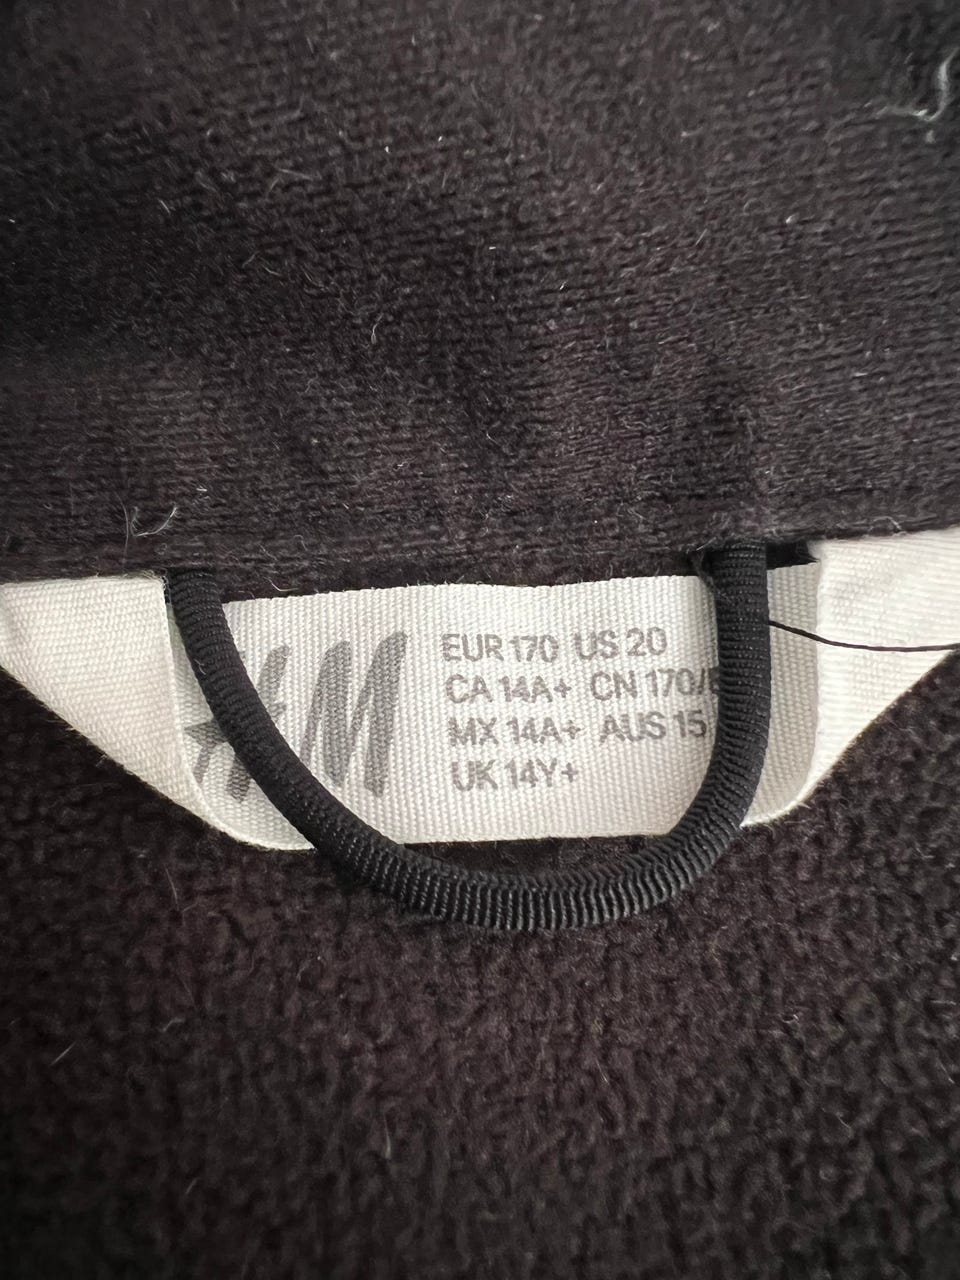 H&M
EUR 170 US 20
CA 14A+ CN 170/
MX 14A+ AUS 15
UK 14Y+